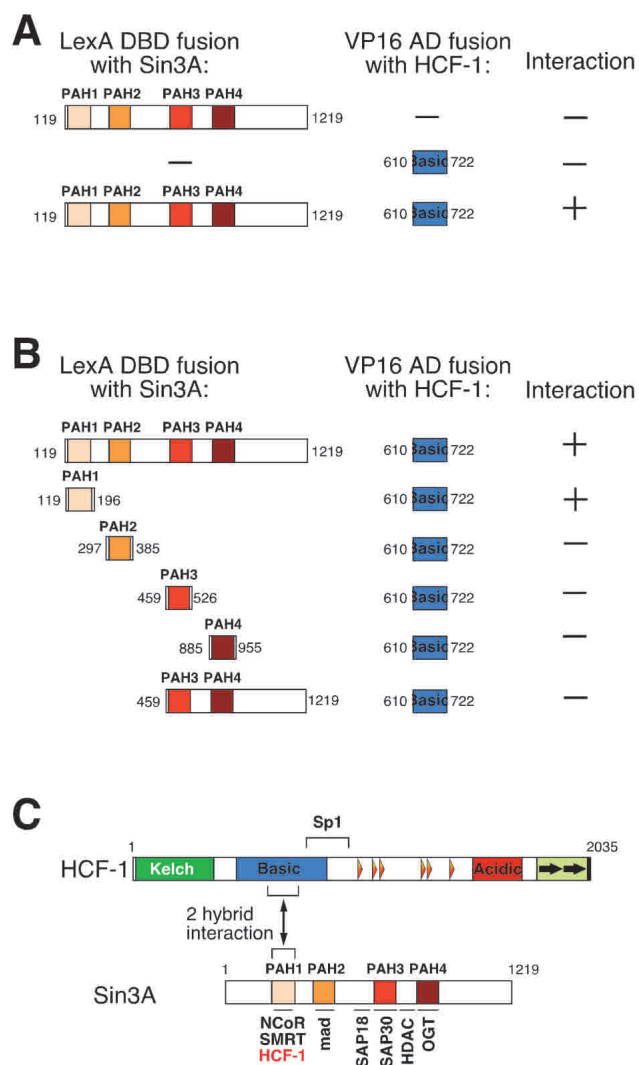 A
LexA DBD fusion with Sin3A:
VP16 AD fusion with HCF-1:
Interaction
PAH1 PAH2 PAH3 PAH4
119 1219 — —
— 610 Basic 722 —
PAH1 PAH2 PAH3 PAH4
119 1219 610 Basic 722 +
B
LexA DBD fusion with Sin3A:
VP16 AD fusion with HCF-1:
Interaction
PAH1 PAH2 PAH3 PAH4
119 1219 610 Basic 722 +
PAH1
119 196 610 Basic 722 +
PAH2
297 385 610 Basic 722 —
PAH3
459 526 610 Basic 722 —
PAH4
885 955 610 Basic 722 —
PAH3 PAH4
459 1219 610 Basic 722 —
C
Sp1
1 2035
HCF-1 Kelch Basic Acidic
2 hybrid interaction
1 PAH1 PAH2 PAH3 PAH4 1219
Sin3A
NCoR
SMRT
HCF-1
mad
SAP18
SAP30
HDAC
OGT